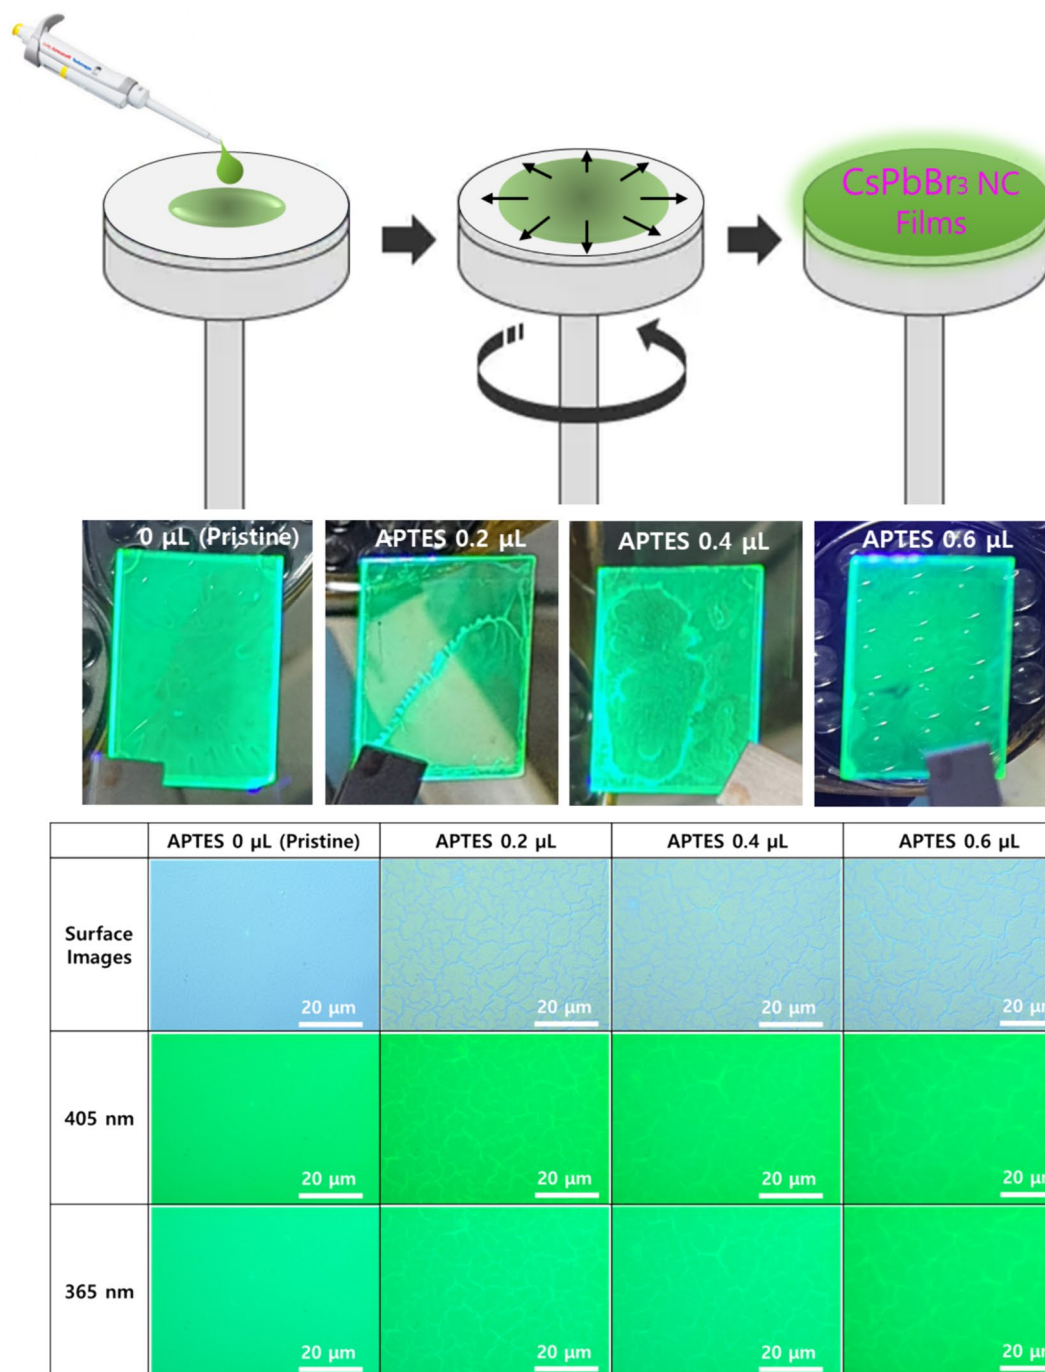 CsPbBr₃ NC
Films
0 µL (Pristine)
APTES 0.2 µL
APTES 0.4 µL
APTES 0.6 µL
APTES 0 µL (Pristine)
APTES 0.2 µL
APTES 0.4 µL
APTES 0.6 µL
Surface
Images
20 µm
20 µm
20 µm
20 µ
405 nm
20 µm
20 µm
20 µm
20 µ
365 nm
20 µm
20 µm
20 µm
20 µ